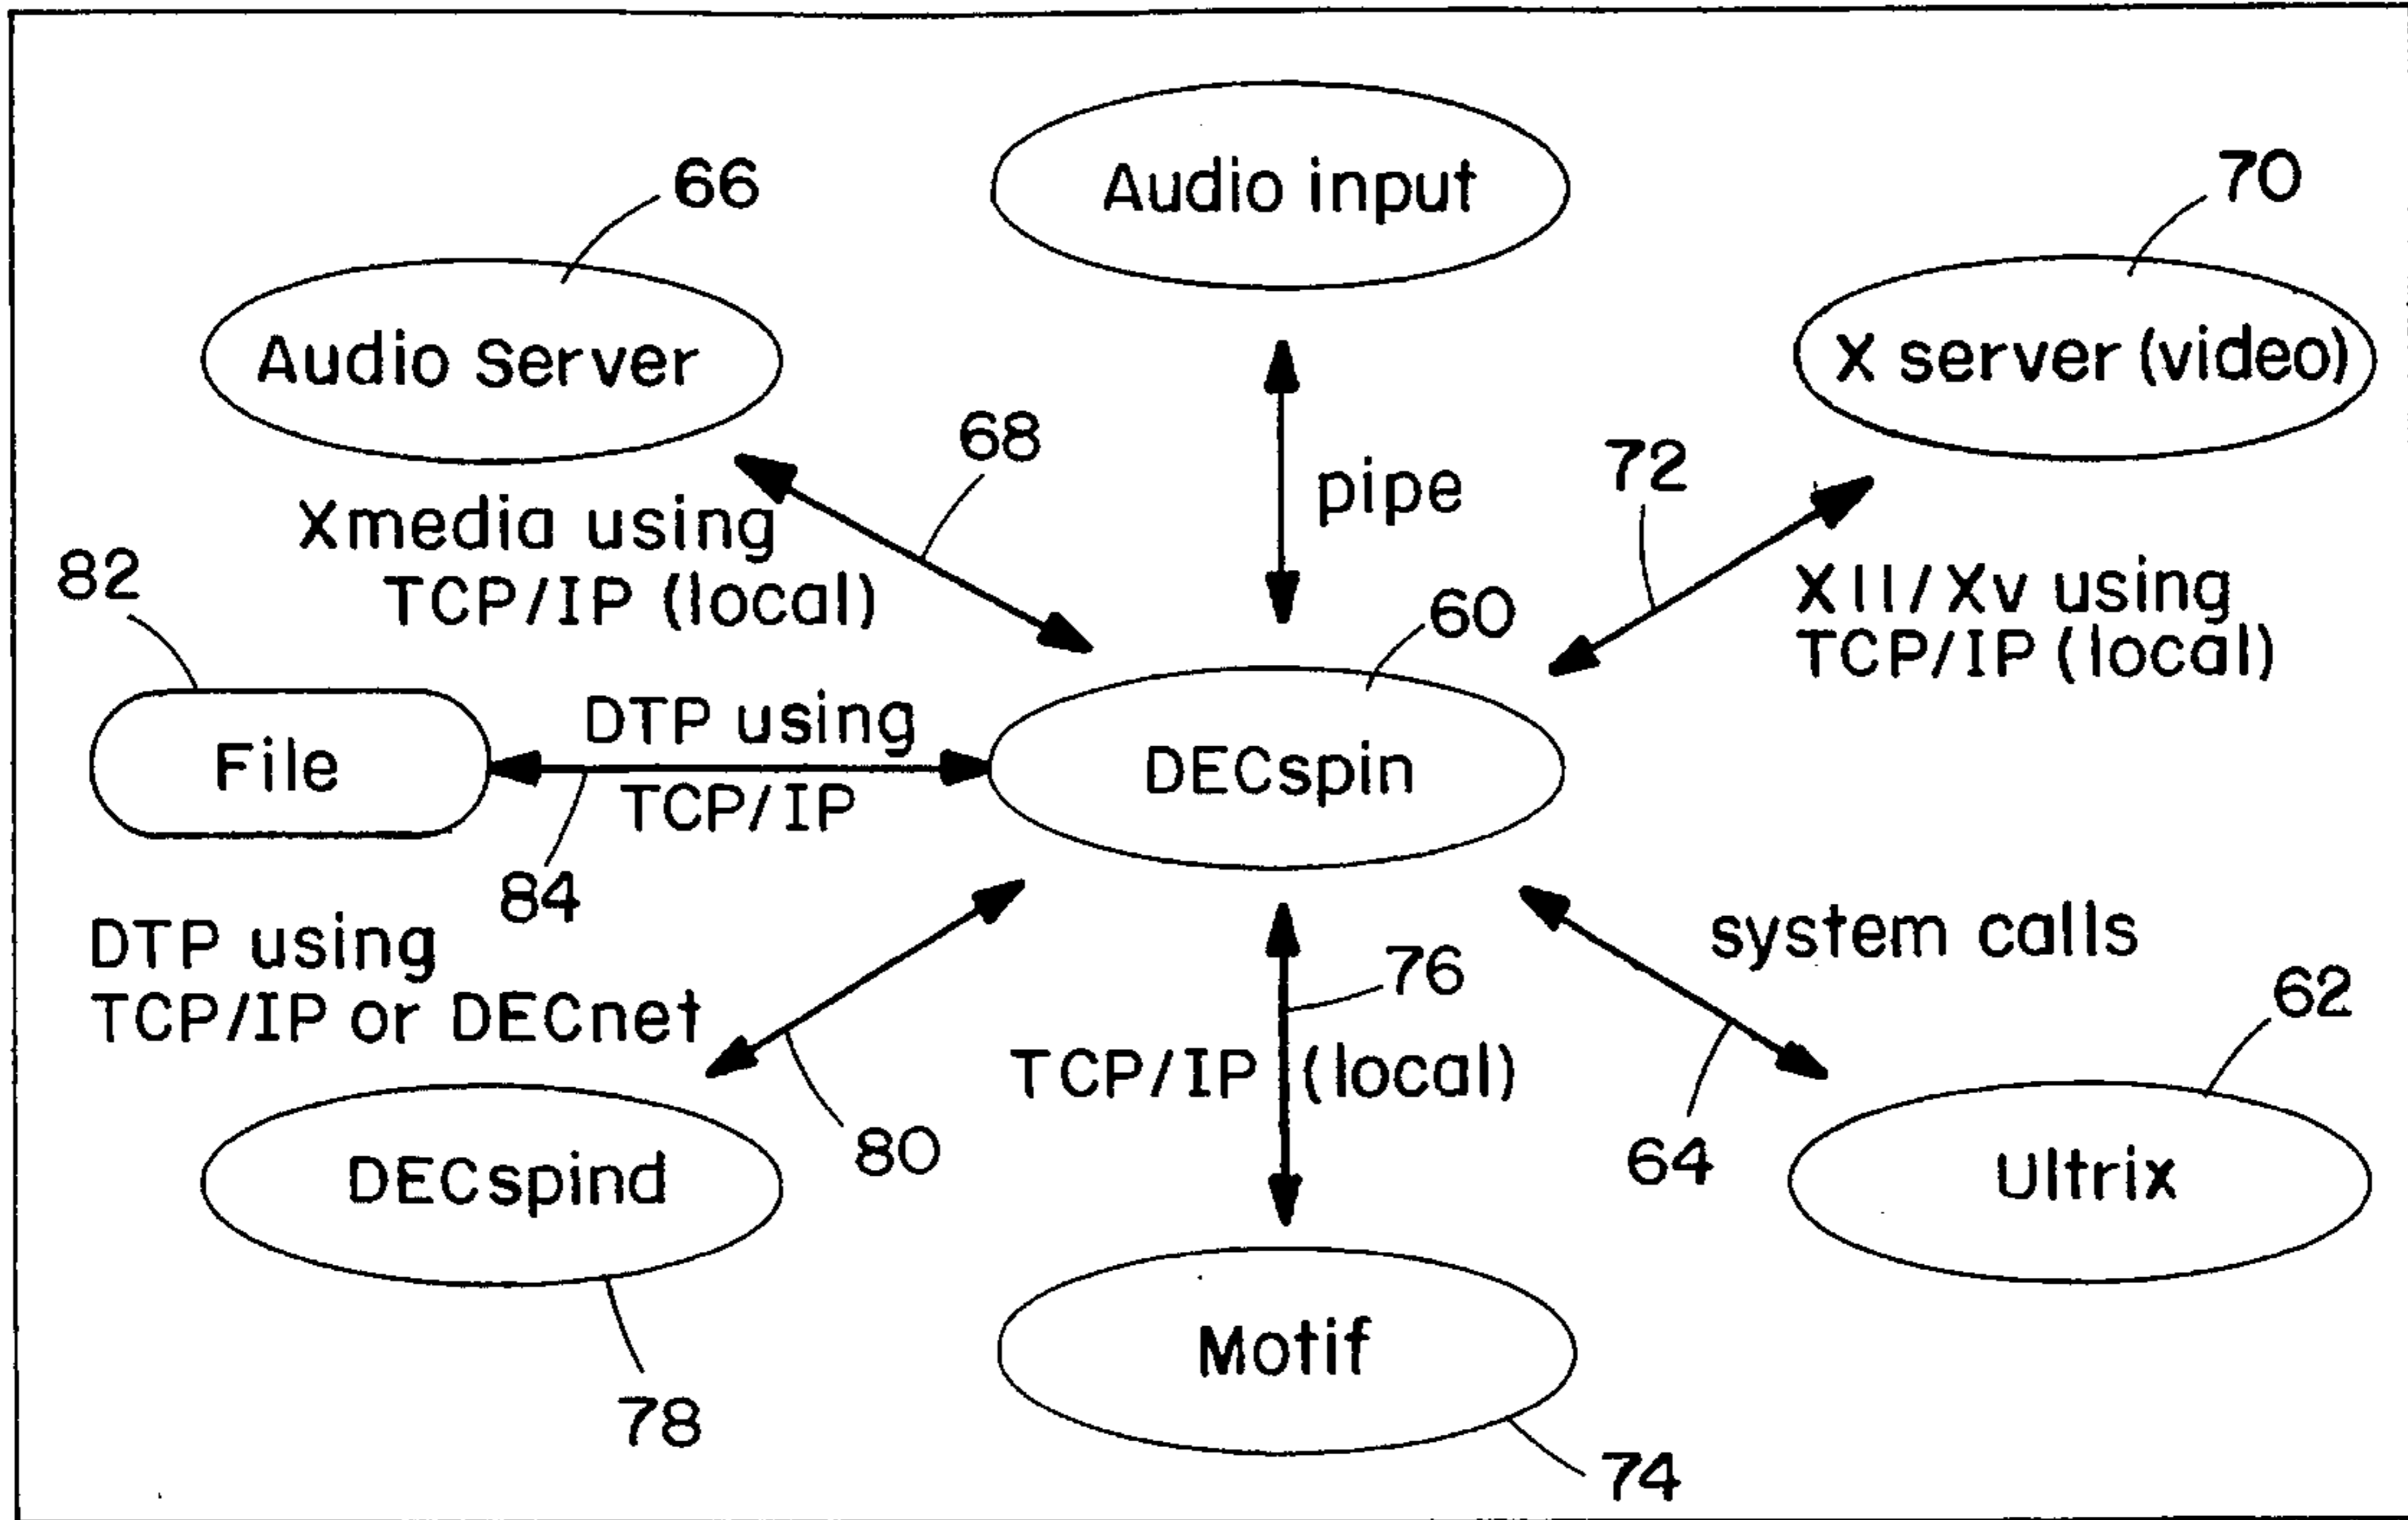 Audio input
66
70
Audio Server
X server (video)
68
72
pipe
Xmedia using
TCP/IP (local)
82
60
X11/Xv using
TCP/IP (local)
DTP using
TCP/IP
File
DECspin
84
DTP using
TCP/IP or DECnet
system calls
76
62
TCP/IP (local)
80
64
DECspind
Ultrix
Motif
78
74